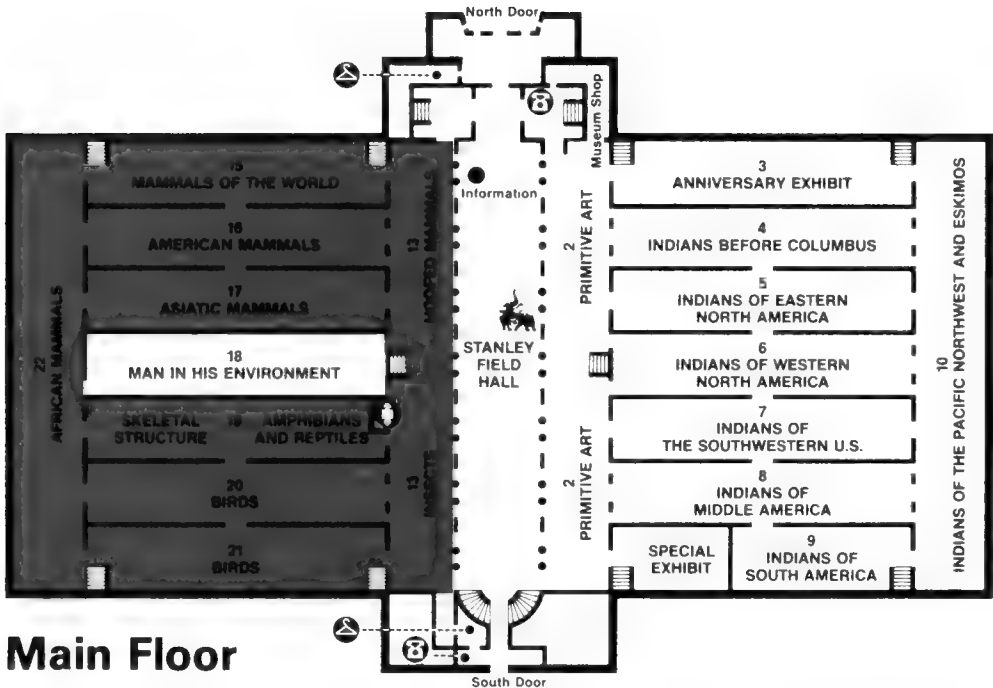 North Door
Museum Shop
Information
15
MAMMALS OF THE WORLD
16
AMERICAN MAMMALS
17
ASIATIC MAMMALS
18
MAN IN HIS ENVIRONMENT
SKELETAL
STRUCTURE
19
AMPHIBIANS
AND REPTILES
20
BIRDS
21
BIRDS
22
AFRICAN MAMMALS
13
HOOFED MAMMALS
13
INSECTS
STANLEY
FIELD
HALL
2
PRIMITIVE ART
2
PRIMITIVE ART
3
ANNIVERSARY EXHIBIT
4
INDIANS BEFORE COLUMBUS
5
INDIANS OF EASTERN
NORTH AMERICA
6
INDIANS OF WESTERN
NORTH AMERICA
7
INDIANS OF
THE SOUTHWESTERN U.S.
8
INDIANS OF
MIDDLE AMERICA
SPECIAL
EXHIBIT
9
INDIANS OF
SOUTH AMERICA
10
INDIANS OF THE PACIFIC NORTHWEST AND ESKIMOS
Main Floor
South Door